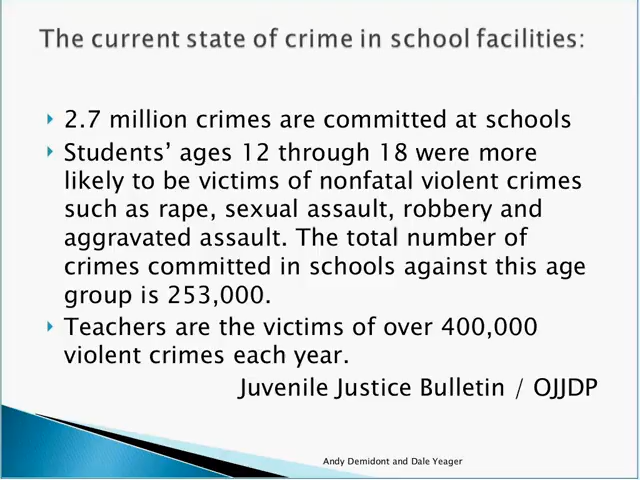 The current state of crime in school facilities:
2.7 million crimes are committed at schools
Students’ ages 12 through 18 were more
likely to be victims of nonfatal violent crimes
such as rape, sexual assault, robbery and
aggravated assault. The total number of
crimes committed in schools against this age
group is 253,000.
Teachers are the victims of over 400,000
violent crimes each year.
Juvenile Justice Bulletin / OJJDP
Andy Demidont and Dale Yeager